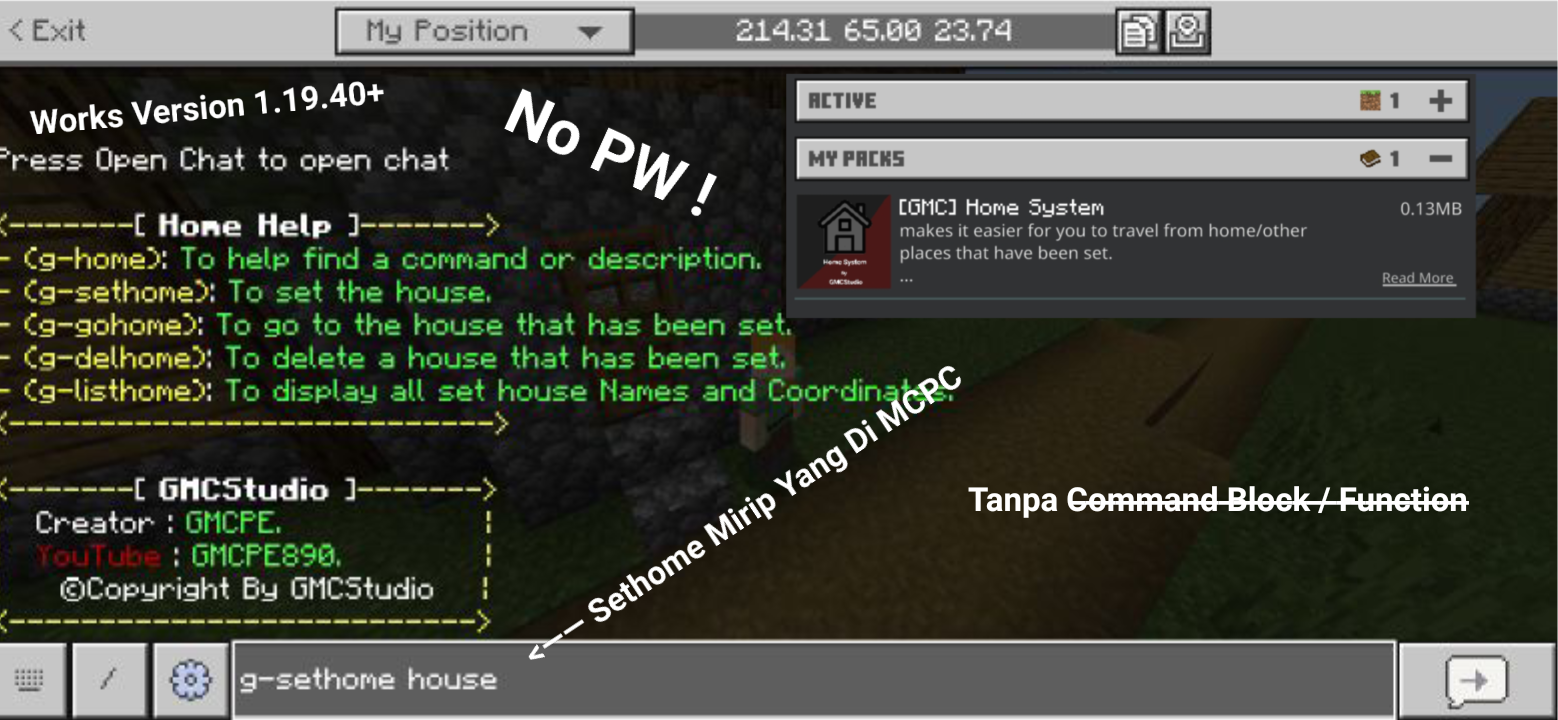 < Exit
My Position
214.31 65.00 23.74
Works Version 1.19.40+
No PW !
Press Open Chat to open chat
<-------[ Home Help ]------->
- (g-home): To help find a command or description.
- (g-sethome): To set the house.
- (g-gohome): To go to the house that has been set.
- (g-delhome): To delete a house that has been set.
- (g-listhome): To display all set house Names and Coordinates.
<---------------------------->
<-------[ GMCStudio ]------->
Creator : GMCPE. ¦
YouTube : GMCPE890. ¦
©Copyright By GMCStudio ¦
<--------------------------->
ACTIVE 1 +
MY PACKS 1 -
[GMC] Home System 0.13MB
makes it easier for you to travel from home/other
places that have been set.
...
Read More
Home System
By
GMCStudio
<--- Sethome Mirip Yang Di MCPC
Tanpa Command Block / Function
/
g-sethome house